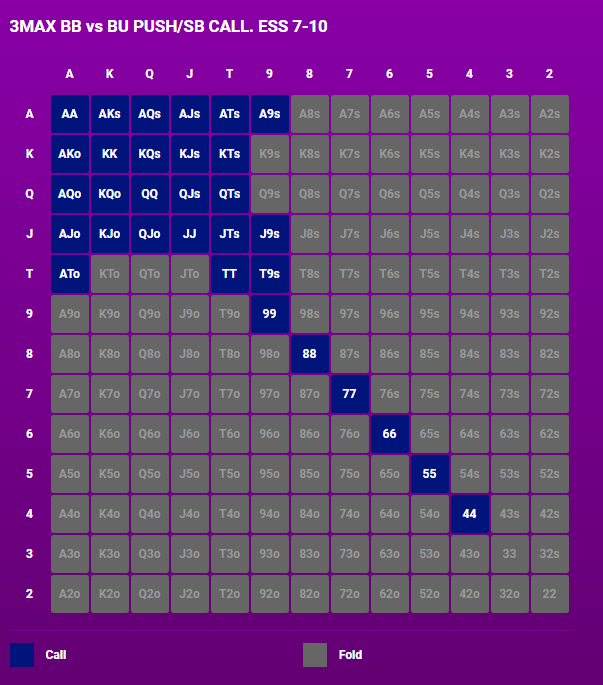 3MAX BB vs BU PUSH/SB CALL. ESS 7-10
A K Q J T 9 8 7 6 5 4 3 2
A AA AKs AQs AJs ATs A9s A8s A7s A6s A5s A4s A3s A2s
K AKo KK KQs KJs KTs K9s K8s K7s K6s K5s K4s K3s K2s
Q AQo KQo QQ QJs QTs Q9s Q8s Q7s Q6s Q5s Q4s Q3s Q2s
J AJo KJo QJo JJ JTs J9s J8s J7s J6s J5s J4s J3s J2s
T ATo KTo QTo JTo TT T9s T8s T7s T6s T5s T4s T3s T2s
9 A9o K9o Q9o J9o T9o 99 98s 97s 96s 95s 94s 93s 92s
8 A8o K8o Q8o J8o T8o 98o 88 87s 86s 85s 84s 83s 82s
7 A7o K7o Q7o J7o T7o 97o 87o 77 76s 75s 74s 73s 72s
6 A6o K6o Q6o J6o T6o 96o 86o 76o 66 65s 64s 63s 62s
5 A5o K5o Q5o J5o T5o 95o 85o 75o 65o 55 54s 53s 52s
4 A4o K4o Q4o J4o T4o 94o 84o 74o 64o 54o 44 43s 42s
3 A3o K3o Q3o J3o T3o 93o 83o 73o 63o 53o 43o 33 32s
2 A2o K2o Q2o J2o T2o 92o 82o 72o 62o 52o 42o 32o 22
Call Fold